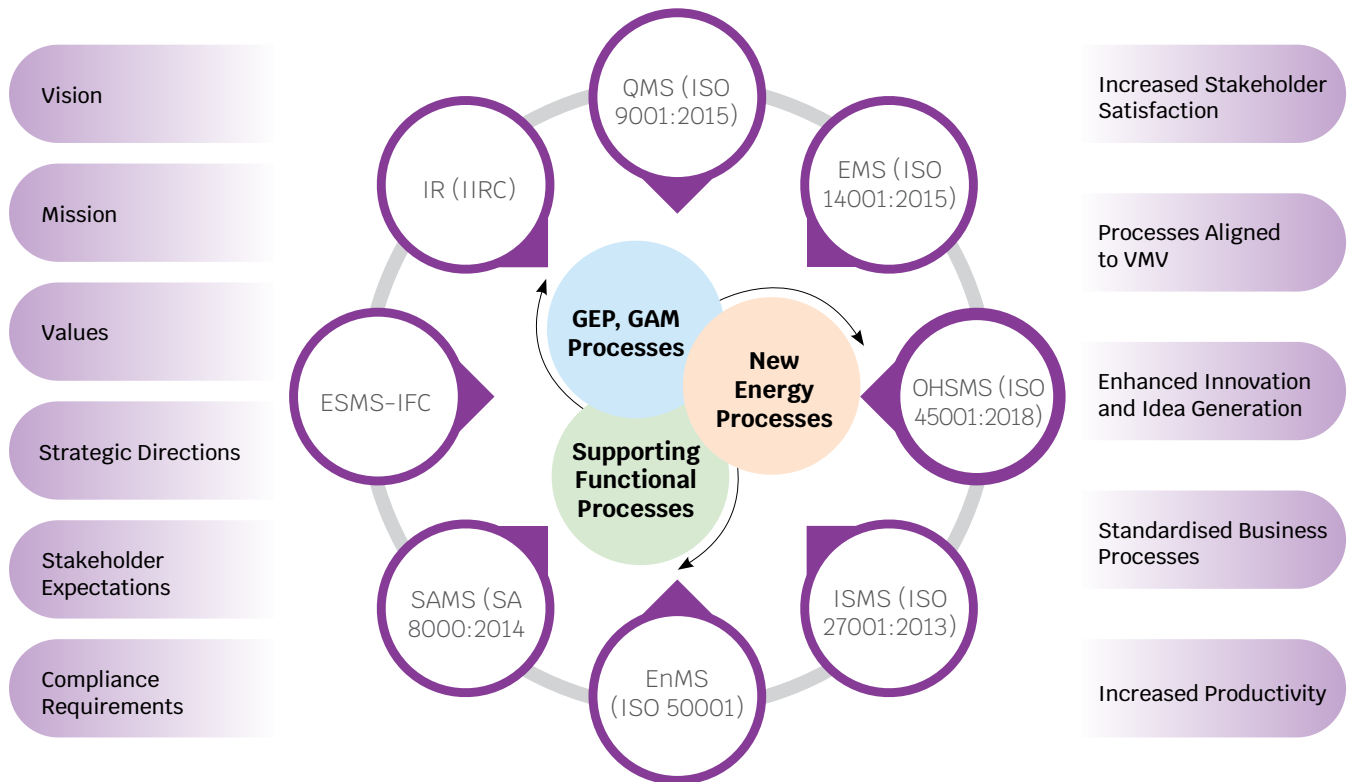 Vision
Mission
Values
Strategic Directions
Stakeholder
Expectations
Compliance
Requirements
QMS (ISO
9001:2015)
EMS (ISO
14001:2015)
OHSMS (ISO
45001:2018)
ISMS (ISO
27001:2013)
EnMS
(ISO 50001)
SAMS (SA
8000:2014
ESMS-IFC
IR (IIRC)
GEP, GAM
Processes
New
Energy
Processes
Supporting
Functional
Processes
Increased Stakeholder
Satisfaction
Processes Aligned
to VMV
Enhanced Innovation
and Idea Generation
Standardised Business
Processes
Increased Productivity